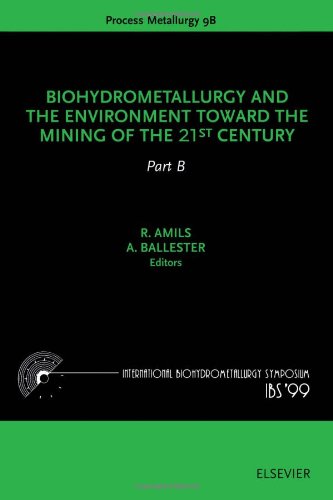 Process Metallurgy 9B
BIOHYDROMETALLURGY AND
THE ENVIRONMENT TOWARD THE
MINING OF THE 21ST CENTURY
Part B
R. AMILS
A. BALLESTER
Editors
INTERNATIONAL BIOHYDROMETALLURGY SYMPOSIUM
IBS '99
ELSEVIER